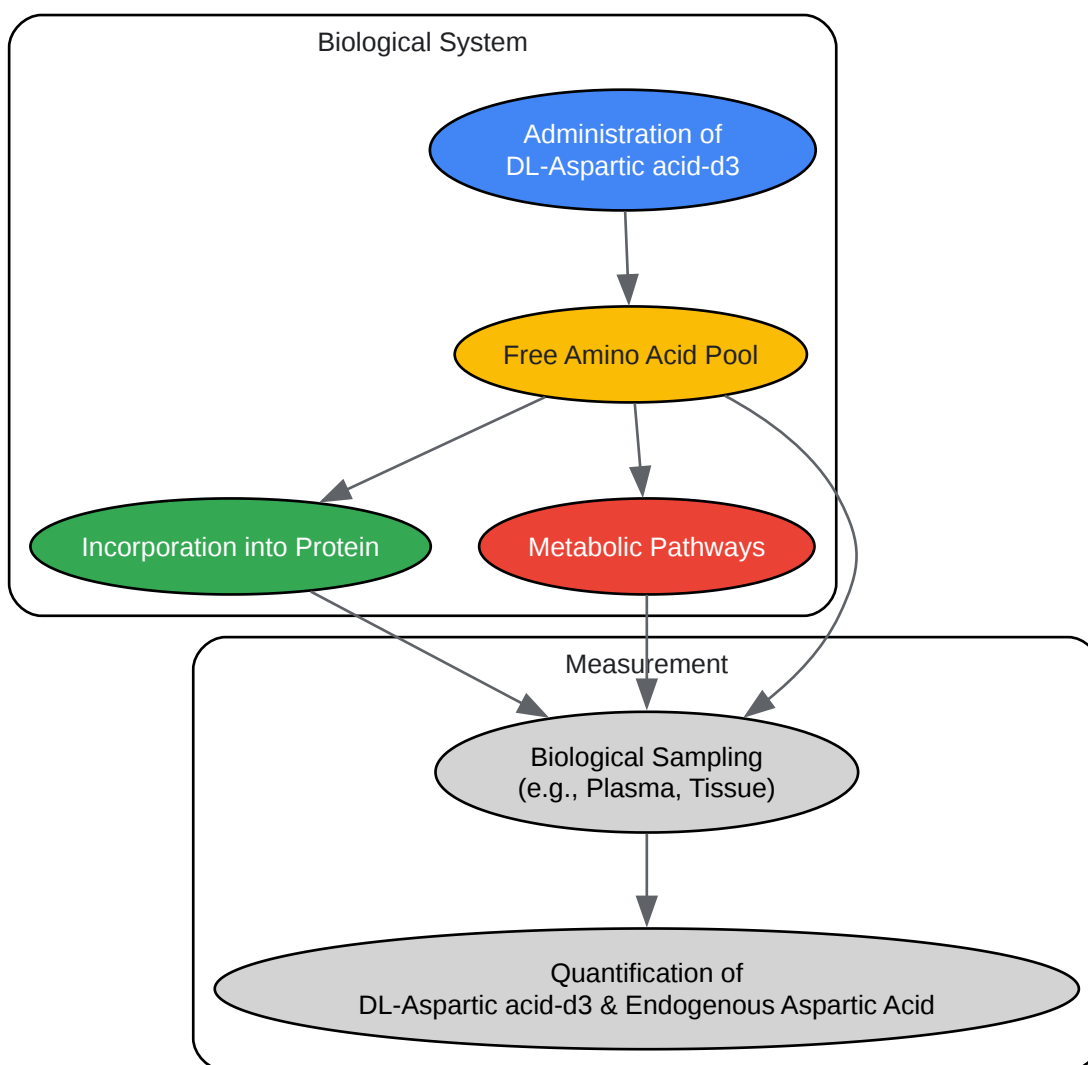 Biological System
Administration of
DL-Aspartic acid-d3
Free Amino Acid Pool
Incorporation into Protein
Metabolic Pathways
Measurement
Biological Sampling
(e.g., Plasma, Tissue)
Quantification of
DL-Aspartic acid-d3 & Endogenous Aspartic Acid